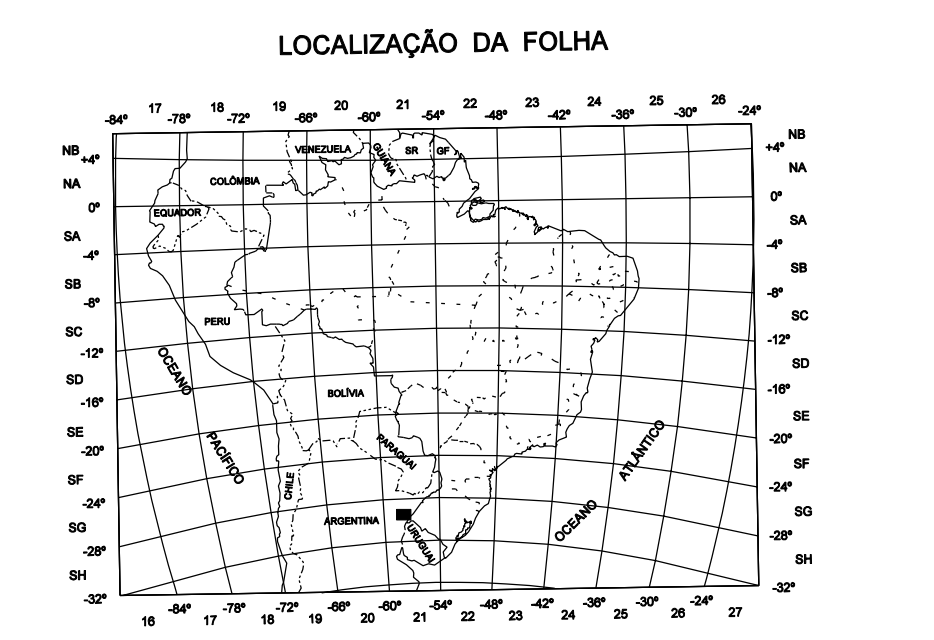 LOCALIZAÇÃO DA FOLHA
17 18 19 20 21 22 23 24 25 26
-84° -78° -72° -66° -60° -54° -48° -42° -36° -30° -24°
NB NB
+4° +4°
NA NA
0° 0°
SA SA
-4° -4°
SB SB
-8° -8°
SC SC
-12° -12°
SD SD
-16° -16°
SE SE
-20° -20°
SF SF
-24° -24°
SG SG
-28° -28°
SH SH
-32° -32°
VENEZUELA
GUIANA
SR
GF
COLÔMBIA
EQUADOR
PERU
OCEANO
PACÍFICO
BOLÍVIA
PARAGUAI
CHILE
ARGENTINA
URUGUAI
OCEANO
ATLÂNTICO
-84° -78° -72° -66° -60° -54° -48° -42° -36° -30° -24°
16 17 18 19 20 21 22 23 25 26 27